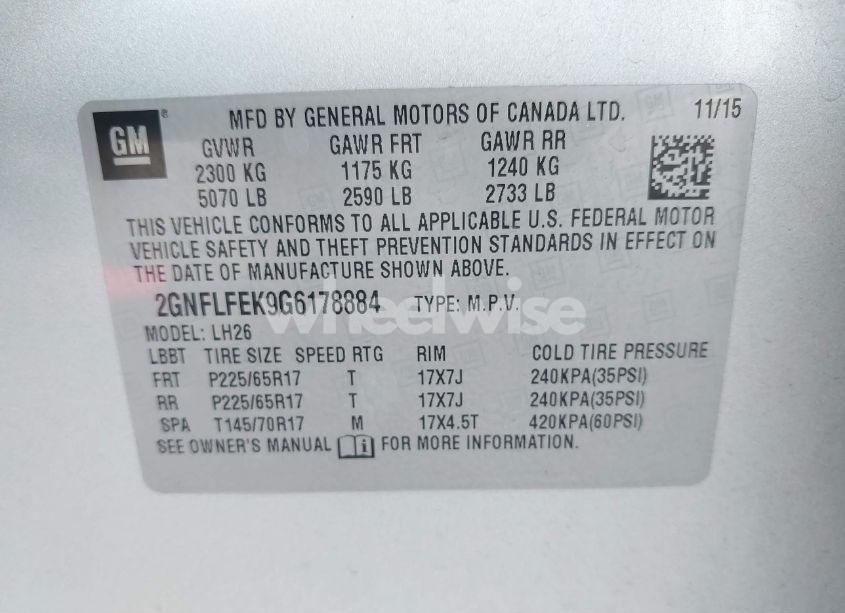 GM ® MFD BY GENERAL MOTORS OF CANADA LTD. 11/15
GVWR GAWR FRT GAWR RR
2300 KG 1175 KG 1240 KG
5070 LB 2590 LB 2733 LB
THIS VEHICLE CONFORMS TO ALL APPLICABLE U.S. FEDERAL MOTOR
VEHICLE SAFETY AND THEFT PREVENTION STANDARDS IN EFFECT ON
THE DATE OF MANUFACTURE SHOWN ABOVE.
2GNFLFEK9G6178884 TYPE: M.P.V.
wheelwise
MODEL: LH26
LBBT TIRE SIZE SPEED RTG RIM COLD TIRE PRESSURE
FRT P225/65R17 T 17X7J 240KPA(35PSI)
RR P225/65R17 T 17X7J 240KPA(35PSI)
SPA T145/70R17 M 17X4.5T 420KPA(60PSI)
SEE OWNER'S MANUAL i FOR MORE INFORMATION.